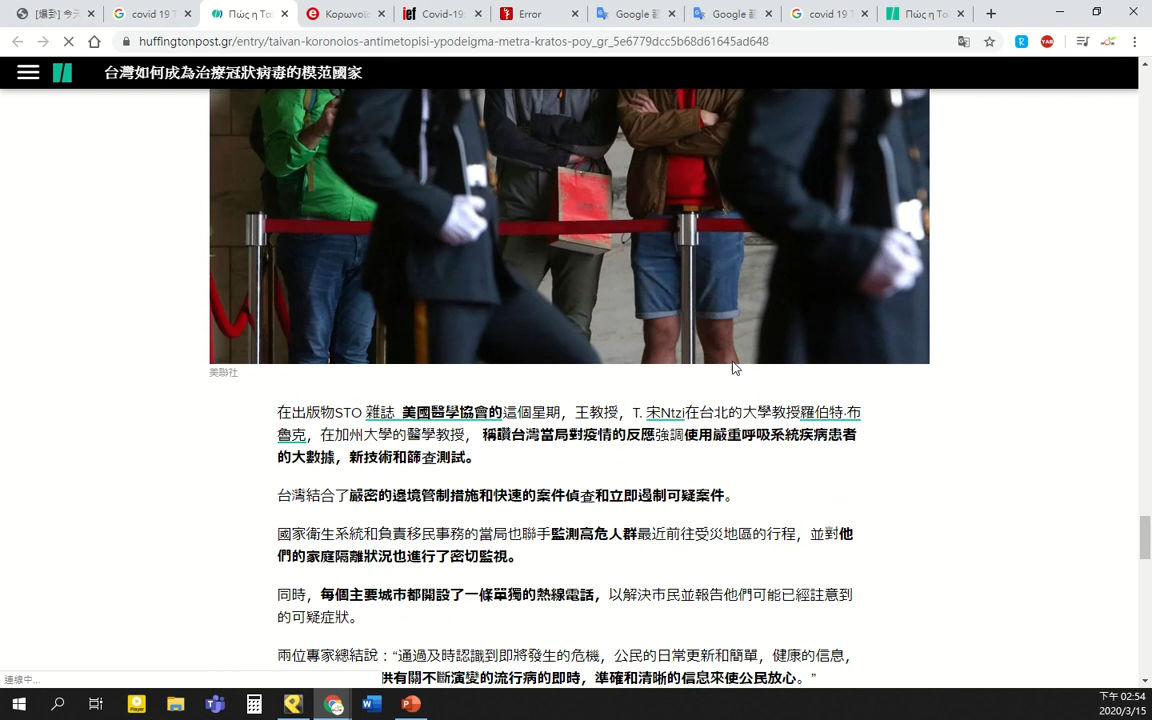 [爆卦] 今天
covid 19 T
Πώς η Τα
Κορωνοϊό
Covid-19:
Error
Google 翻
Google 翻
covid 19 T
Πώς η Τα
huffingtonpost.gr/entry/taivan-koronoios-antimetopisi-ypodeigma-metra-kratos-poy_gr_5e6779dcc5b68d61645ad648
台灣如何成為治療冠狀病毒的模范國家
美聯社
在出版物STO 雜誌 美國醫學協會的這個星期，王教授，T. 宋Ntzi在台北的大學教授羅伯特·布
魯克，在加州大學的醫學教授， 稱讚台灣當局對疫情的反應強調使用嚴重呼吸系統疾病患者
的大數據，新技術和篩查測試。
台灣結合了嚴密的邊境管制措施和快速的案件偵查和立即遏制可疑案件。
國家衛生系統和負責移民事務的當局也聯手監測高危人群最近前往受災地區的行程，並對他
們的家庭隔離狀況也進行了密切監視。
同時，每個主要城市都開設了一條單獨的熱線電話，以解決市民並報告他們可能已經註意到
的可疑症狀。
兩位專家總結說：“通過及時認識到即將發生的危機，公民的日常更新和簡單，健康的信息，
供有關不斷演變的流行病的即時，準確和清晰的信息來使公民放心。”
連線中...
下午 02:54
2020/3/15